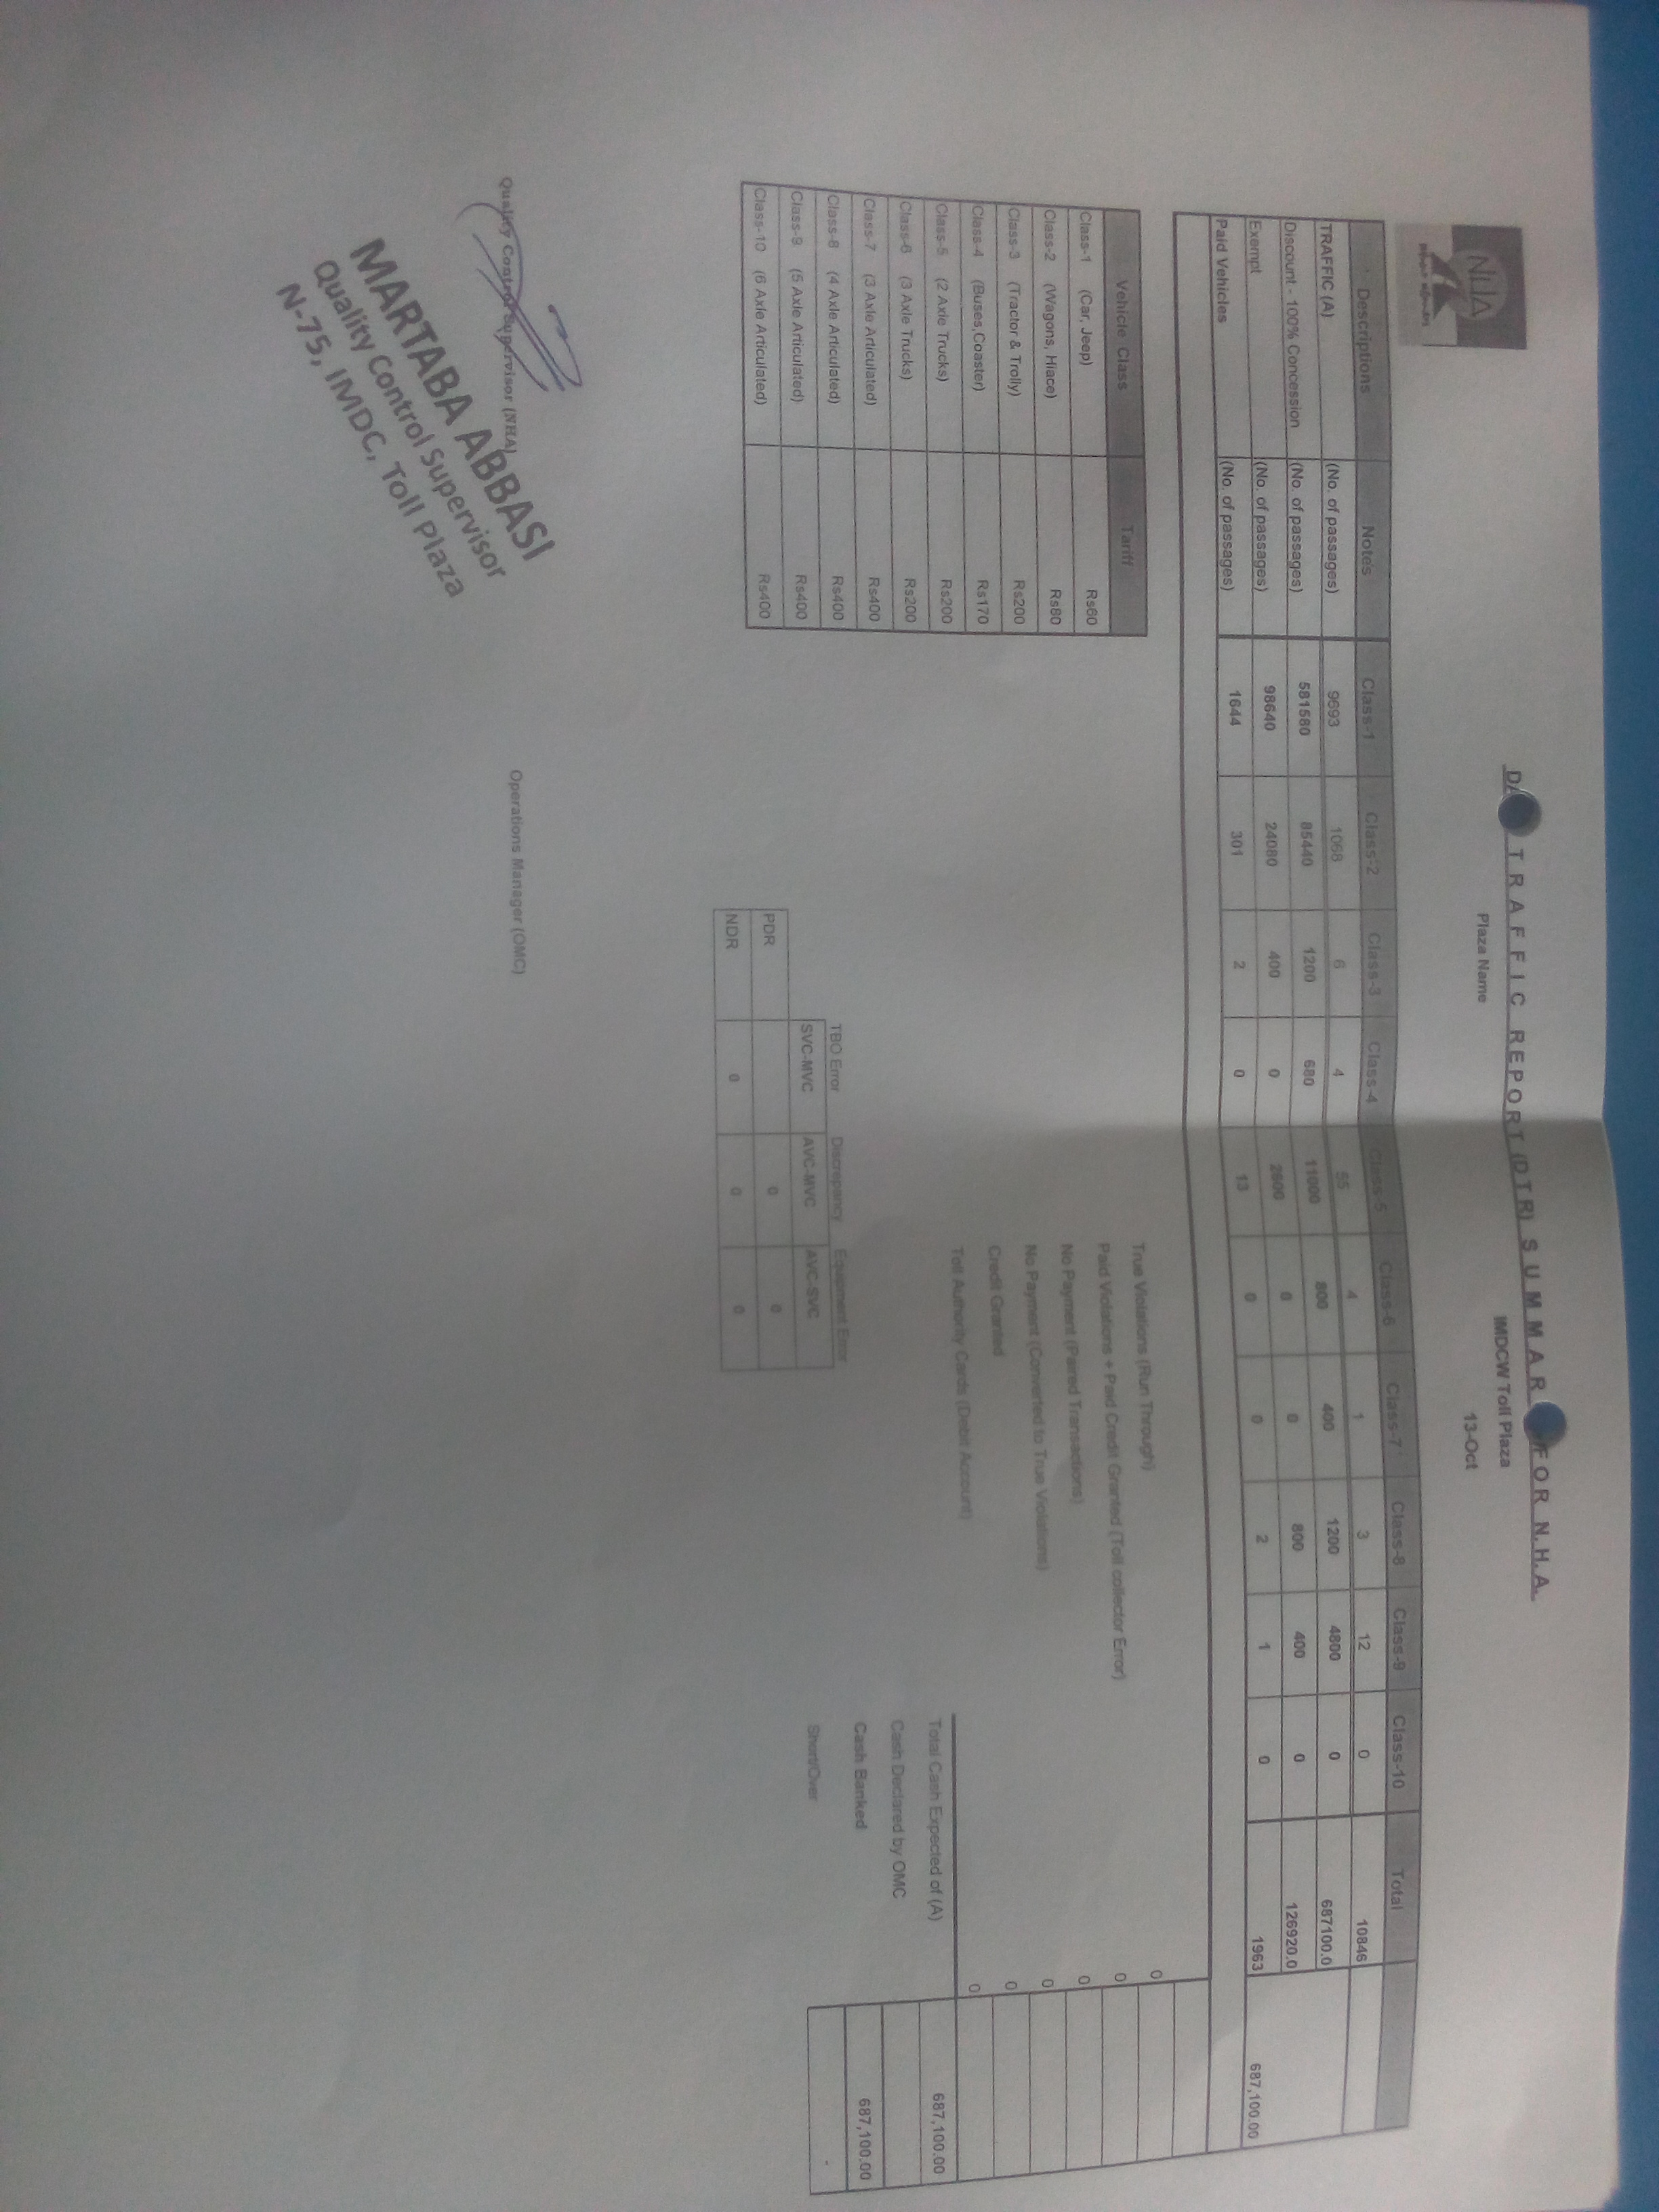 NHA
DA TRAFFIC REPORT (DTR) SUMMAR FOR N.H.A.
Plaza Name IMDCW Toll Plaza
13-Oct
Descriptions Notes Class-1 Class-2 Class-3 Class-4 Class-5 Class-6 Class-7 Class-8 Class-9 Class-10 Total
TRAFFIC (A) (No. of passages) 9693 1068 6 4 55 4 1 3 12 0 10846
Discount - 100% Concession (No. of passages) 581580 85440 1200 680 11000 800 400 1200 4800 0 687100.0
Exempt (No. of passages) 98640 24080 400 0 2600 0 0 800 400 0 126920.0
Paid Vehicles (No. of passages) 1644 301 2 0 13 0 0 2 1 0 1963 687,100.00
Vehicle Class Tariff
Class-1 (Car, Jeep) Rs60
Class-2 (Wagons, Hiace) Rs80
Class-3 (Tractor & Trolly) Rs200
Class-4 (Buses,Coaster) Rs170
Class-5 (2 Axle Trucks) Rs200
Class-6 (3 Axle Trucks) Rs200
Class-7 (3 Axle Articulated) Rs400
Class-8 (4 Axle Articulated) Rs400
Class-9 (5 Axle Articulated) Rs400
Class-10 (6 Axle Articulated) Rs400
True Violations (Run Through) 0
Paid Violations + Paid Credit Granted (Toll collector Error) 0
No Payment (Paired Transactions) 0
No Payment (Converted to True Violations) 0
Credit Granted 0
Toll Authority Cards (Debit Account) 0
Total Cash Expected of (A) 687,100.00
Cash Declared by OMC
Cash Banked 687,100.00
Short/Over -
TBO Error Discrepancy Equipment Error
SVC-MVC AVC-MVC AVC-SVC
PDR 0 0
NDR 0 0 0
Quality Control Supervisor (NHA)
Operations Manager (OMC)
MARTABA ABBASI
Quality Control Supervisor
N-75, IMDC, Toll Plaza